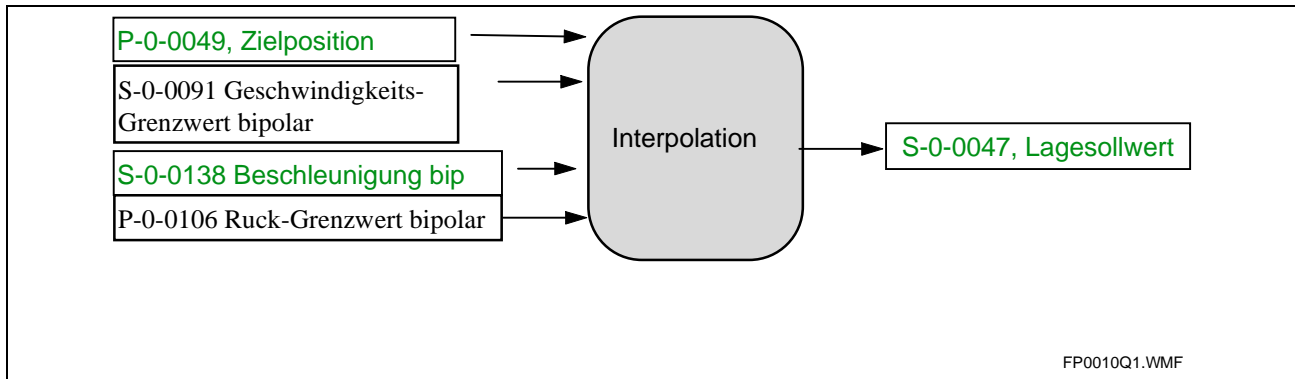 P-0-0049, Zielposition
S-0-0091 Geschwindigkeits-
Grenzwert bipolar
S-0-0138 Beschleunigung bip
P-0-0106 Ruck-Grenzwert bipolar
Interpolation
S-0-0047, Lagesollwert
FP0010Q1.WMF